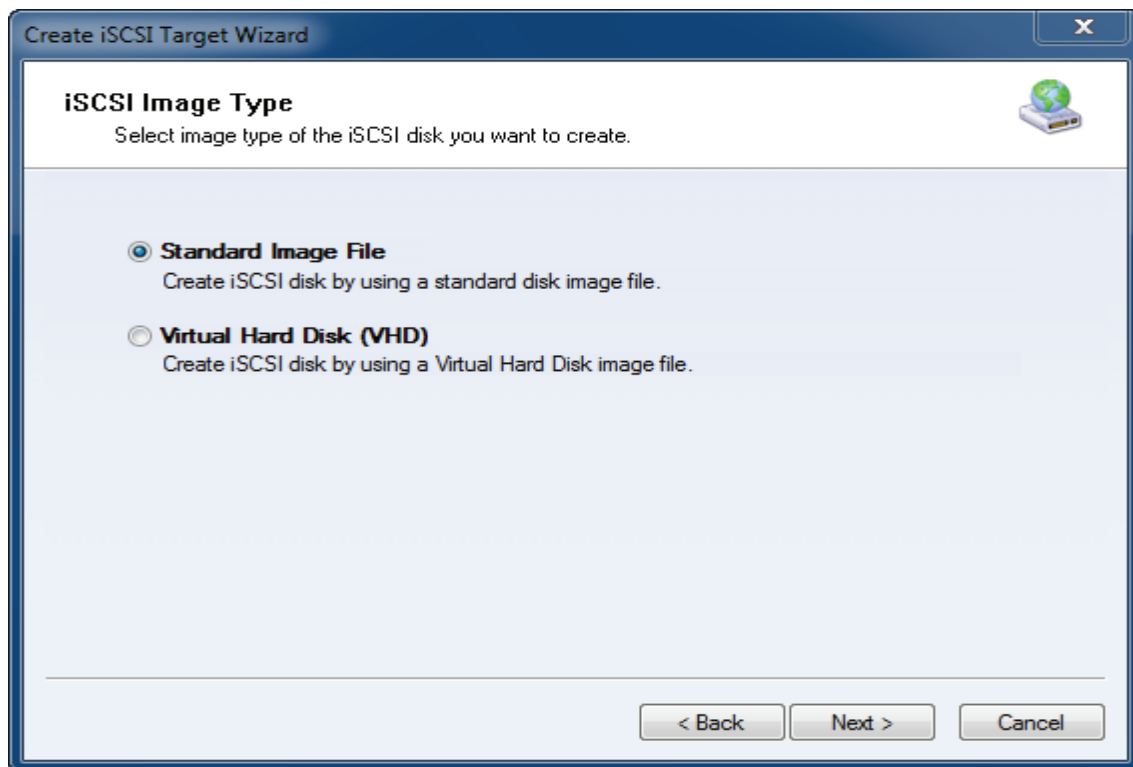 Create iSCSI Target Wizard
X
iSCSI Image Type
Select image type of the iSCSI disk you want to create.
Standard Image File
Create iSCSI disk by using a standard disk image file.
Virtual Hard Disk (VHD)
Create iSCSI disk by using a Virtual Hard Disk image file.
< Back Next > Cancel